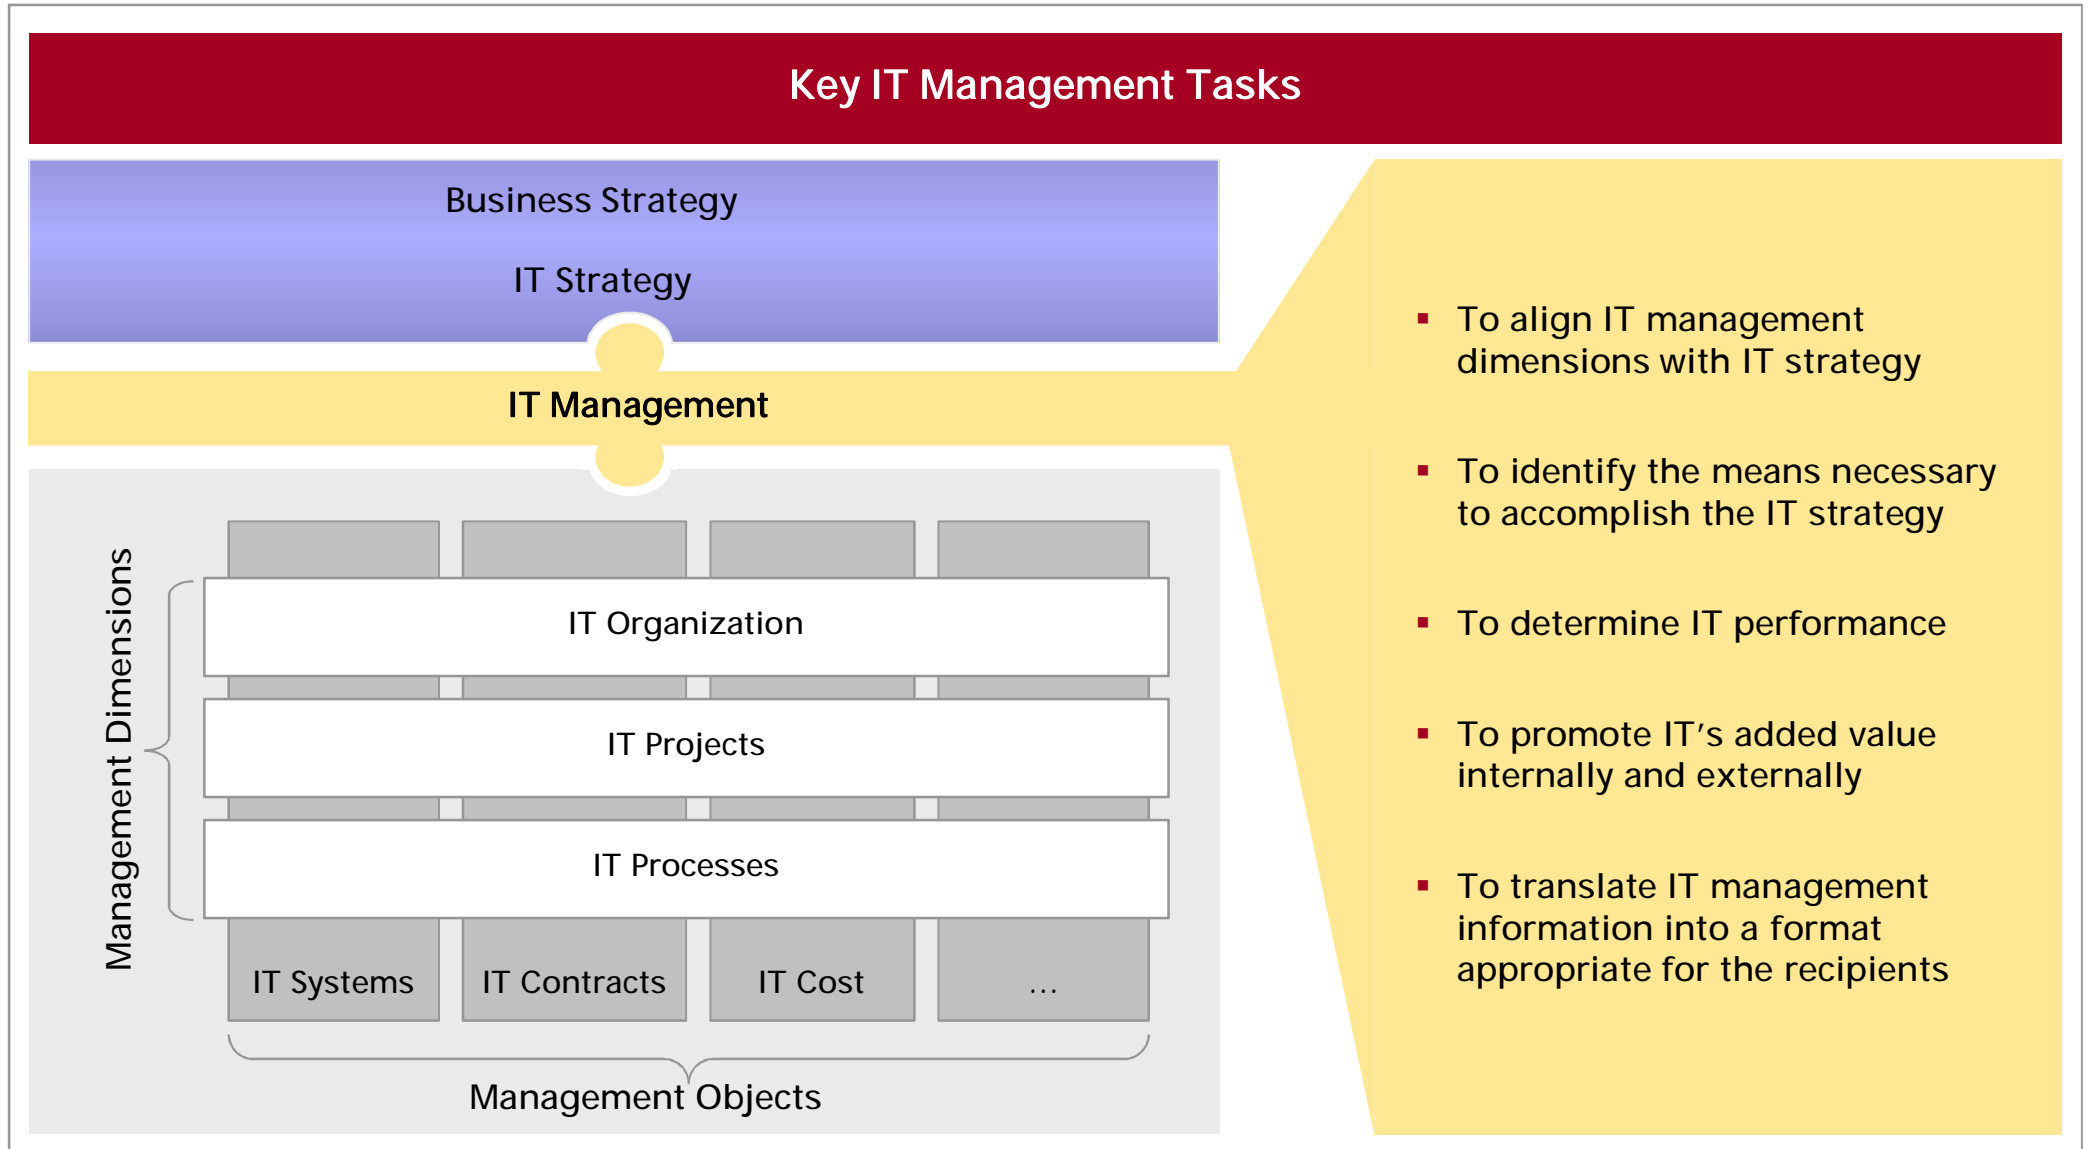 Key IT Management Tasks
Business Strategy
IT Strategy
IT Management
Management Dimensions
IT Organization
IT Projects
IT Processes
IT Systems
IT Contracts
IT Cost
...
Management Objects
▪ To align IT management
dimensions with IT strategy
▪ To identify the means necessary
to accomplish the IT strategy
▪ To determine IT performance
▪ To promote IT’s added value
internally and externally
▪ To translate IT management
information into a format
appropriate for the recipients